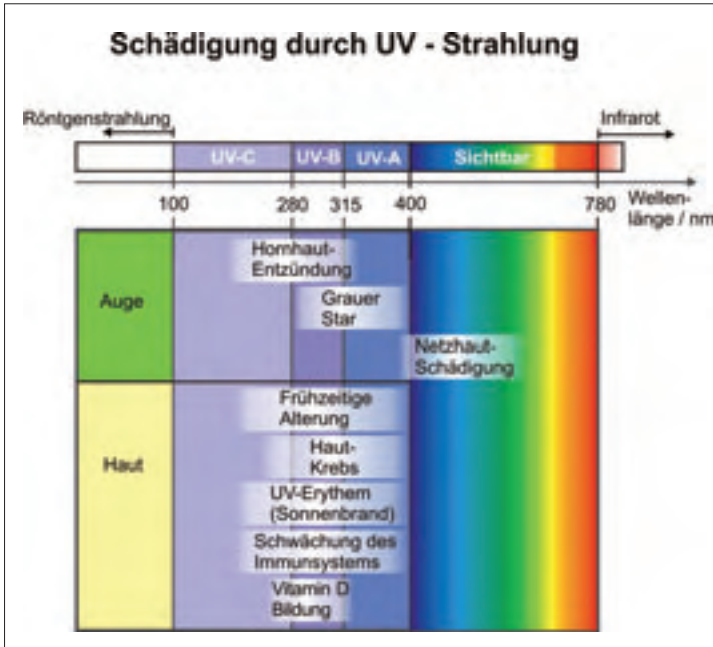 Schädigung durch UV - Strahlung
Röntgenstrahlung
Infrarot
UV-C
UV-B
UV-A
Sichtbar
100
280
315
400
780
Wellen-
länge / nm
Auge
Hornhaut-
Entzündung
Grauer
Star
Netzhaut-
Schädigung
Haut
Frühzeitige
Alterung
Haut-
Krebs
UV-Erythem
(Sonnenbrand)
Schwächung des
Immunsystems
Vitamin D
Bildung